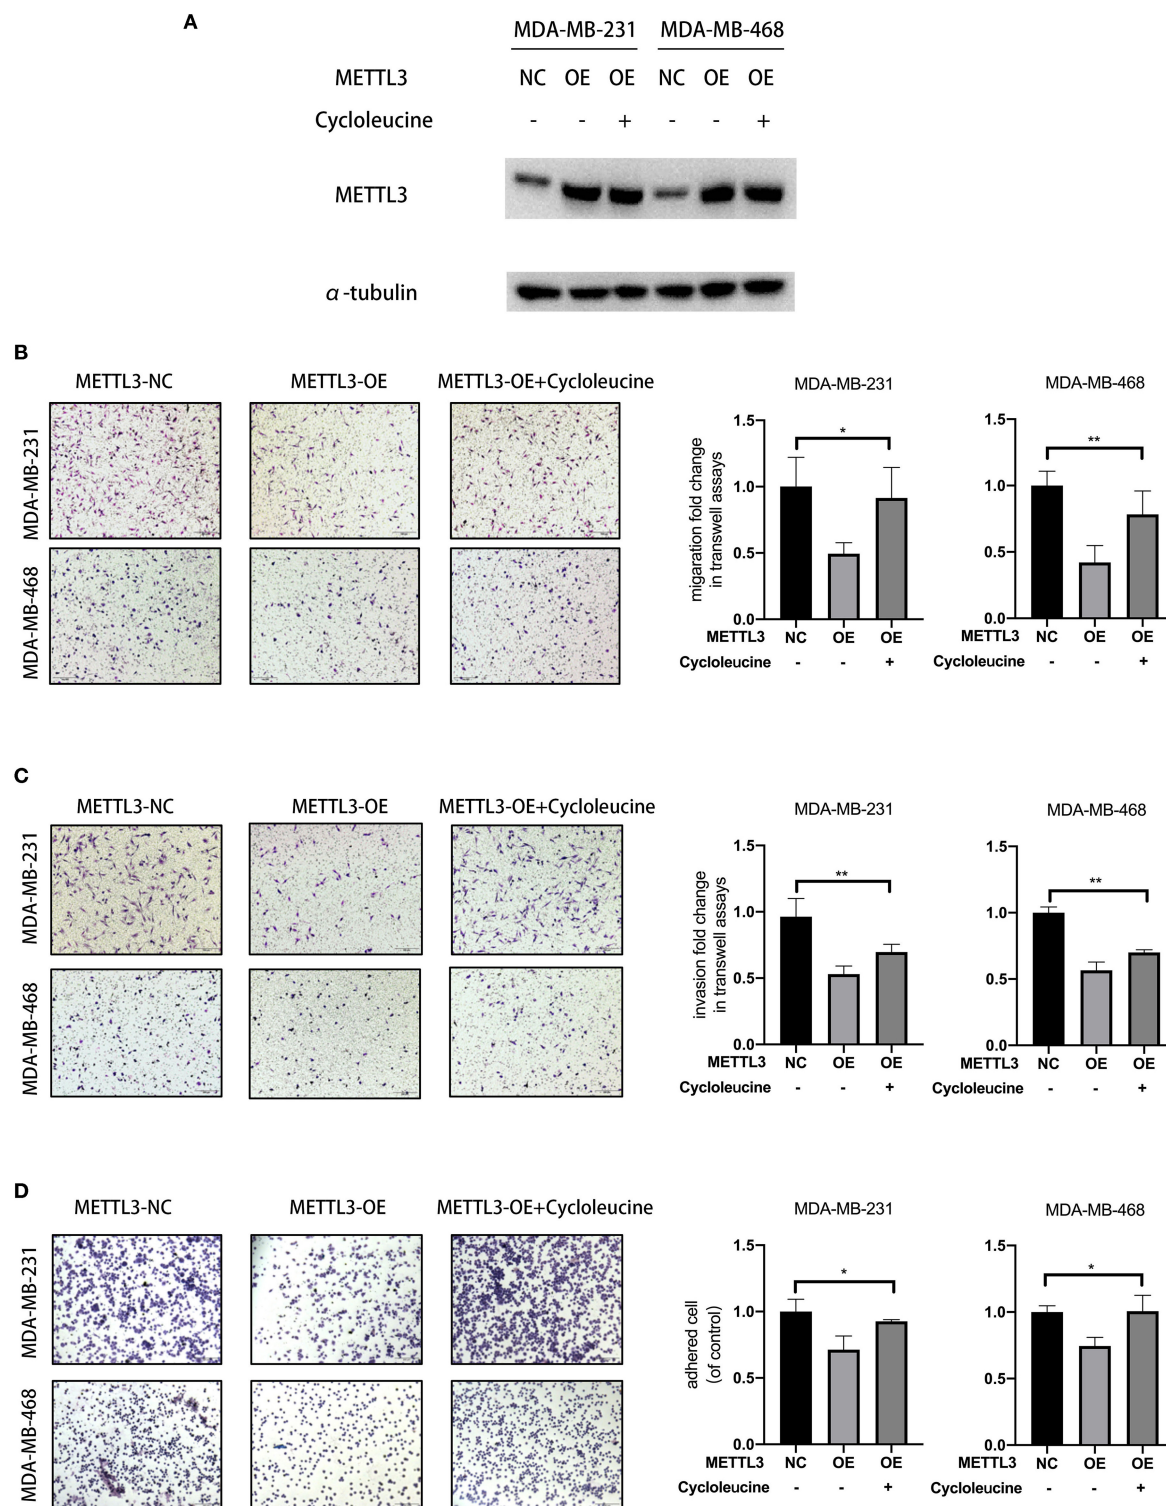 A
MDA-MB-231 MDA-MB-468
METTL3 NC OE OE NC OE OE
Cycloleucine - - + - - +
METTL3
α-tubulin
B
METTL3-NC METTL3-OE METTL3-OE+Cycloleucine
MDA-MB-231
MDA-MB-468
MDA-MB-231
migaration fold change
in transwell assays
1.5
1.0
0.5
0.0
*
METTL3 NC OE OE
Cycloleucine - - +
MDA-MB-468
1.5
1.0
0.5
0.0
**
METTL3 NC OE OE
Cycloleucine - - +
C
METTL3-NC METTL3-OE METTL3-OE+Cycloleucine
MDA-MB-231
MDA-MB-468
MDA-MB-231
invasion fold change
in transwell assays
1.5
1.0
0.5
0.0
**
METTL3 NC OE OE
Cycloleucine - - +
MDA-MB-468
1.5
1.0
0.5
0.0
**
METTL3 NC OE OE
Cycloleucine - - +
D
METTL3-NC METTL3-OE METTL3-OE+Cycloleucine
MDA-MB-231
MDA-MB-468
MDA-MB-231
adhered cell
(of control)
1.5
1.0
0.5
0.0
*
METTL3 NC OE OE
Cycloleucine - - +
MDA-MB-468
1.5
1.0
0.5
0.0
*
METTL3 NC OE OE
Cycloleucine - - +